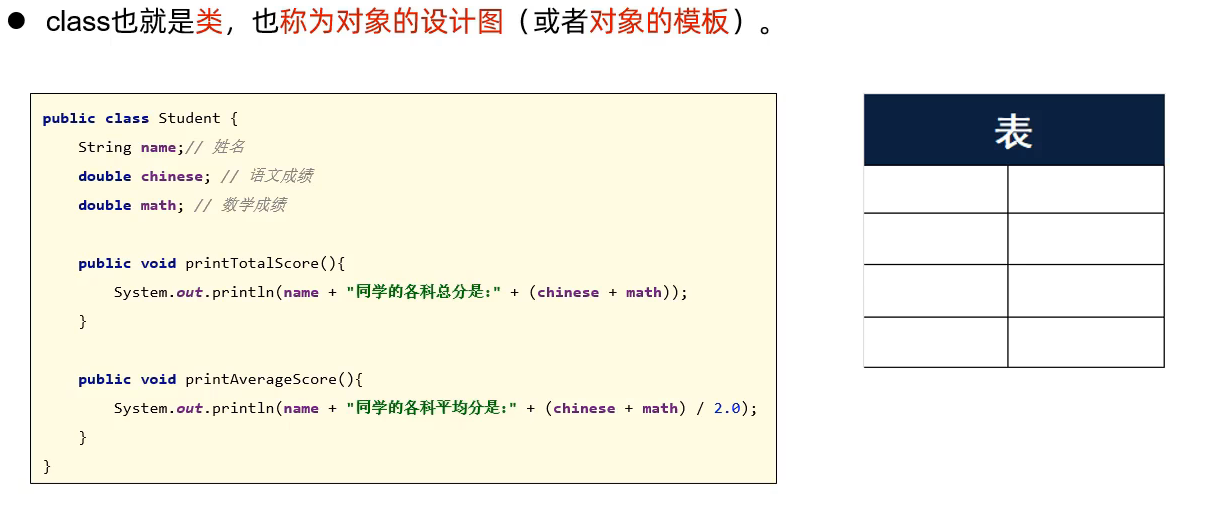 ● class也就是类，也称为对象的设计图（或者对象的模板）。
public class Student {
String name;// 姓名
double chinese; // 语文成绩
double math; // 数学成绩
public void printTotalScore(){
System.out.println(name + "同学的各科总分是:" + (chinese + math));
}
public void printAverageScore(){
System.out.println(name + "同学的各科平均分是:" + (chinese + math) / 2.0);
}
}
表